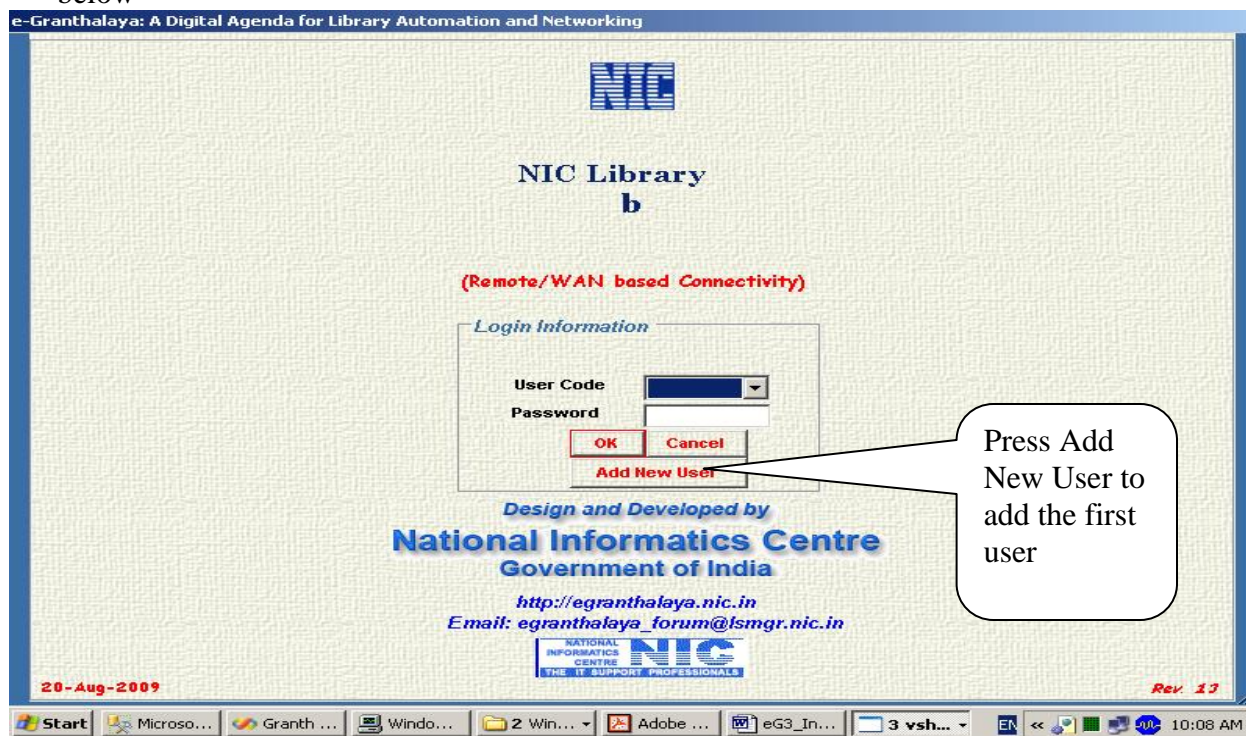 below
e-Granthalaya: A Digital Agenda for Library Automation and Networking
NIC
NIC Library
b
(Remote/WAN based Connectivity)
Login Information
User Code
Password
OK Cancel
Add New User
Press Add
New User to
add the first
user
Design and Developed by
National Informatics Centre
Government of India
http://egranthalaya.nic.in
Email: egranthalaya_forum@lsmgr.nic.in
NATIONAL
INFORMATICS
CENTRE
NIC
THE IT SUPPORT PROFESSIONALS
20-Aug-2009
Rev 13
Start Microso... Granth ... Windo... 2 Win... Adobe ... eG3_In... 3 vsh... EN « 10:08 AM